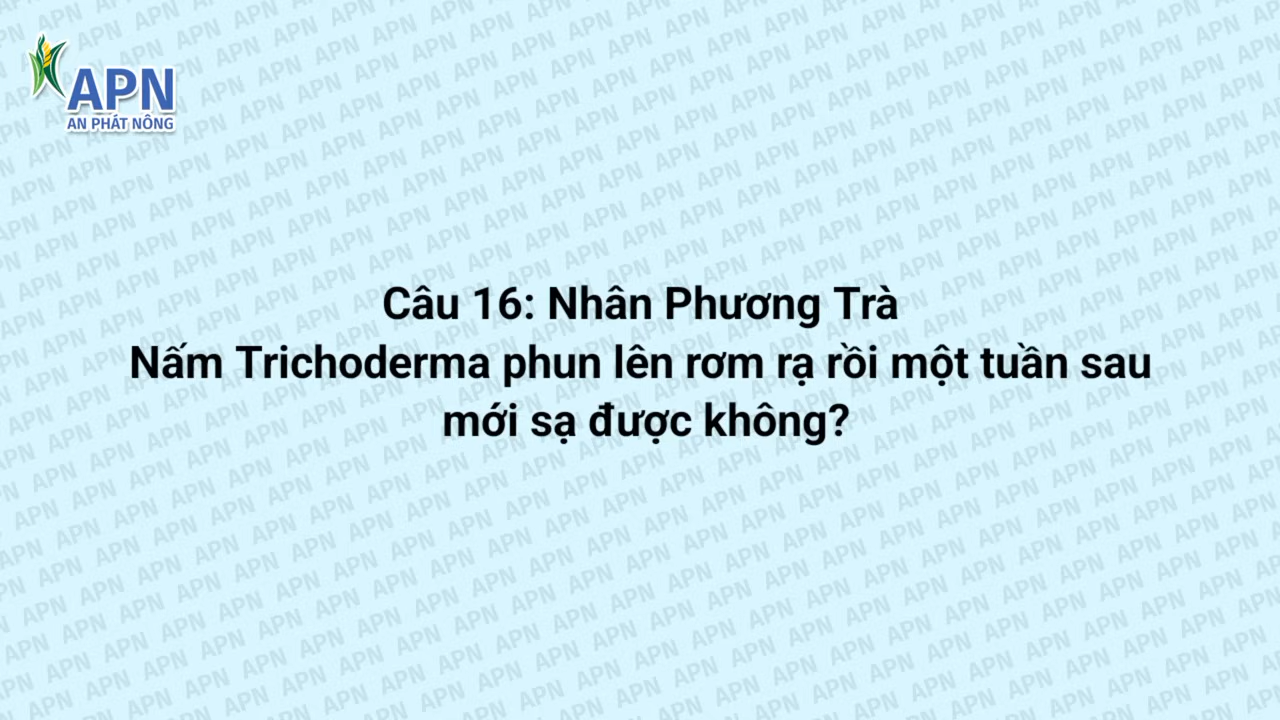 APN
AN PHÁT NÔNG
Câu 16: Nhân Phương Trà
Nấm Trichoderma phun lên rơm rạ rồi một tuần sau
mới sạ được không?